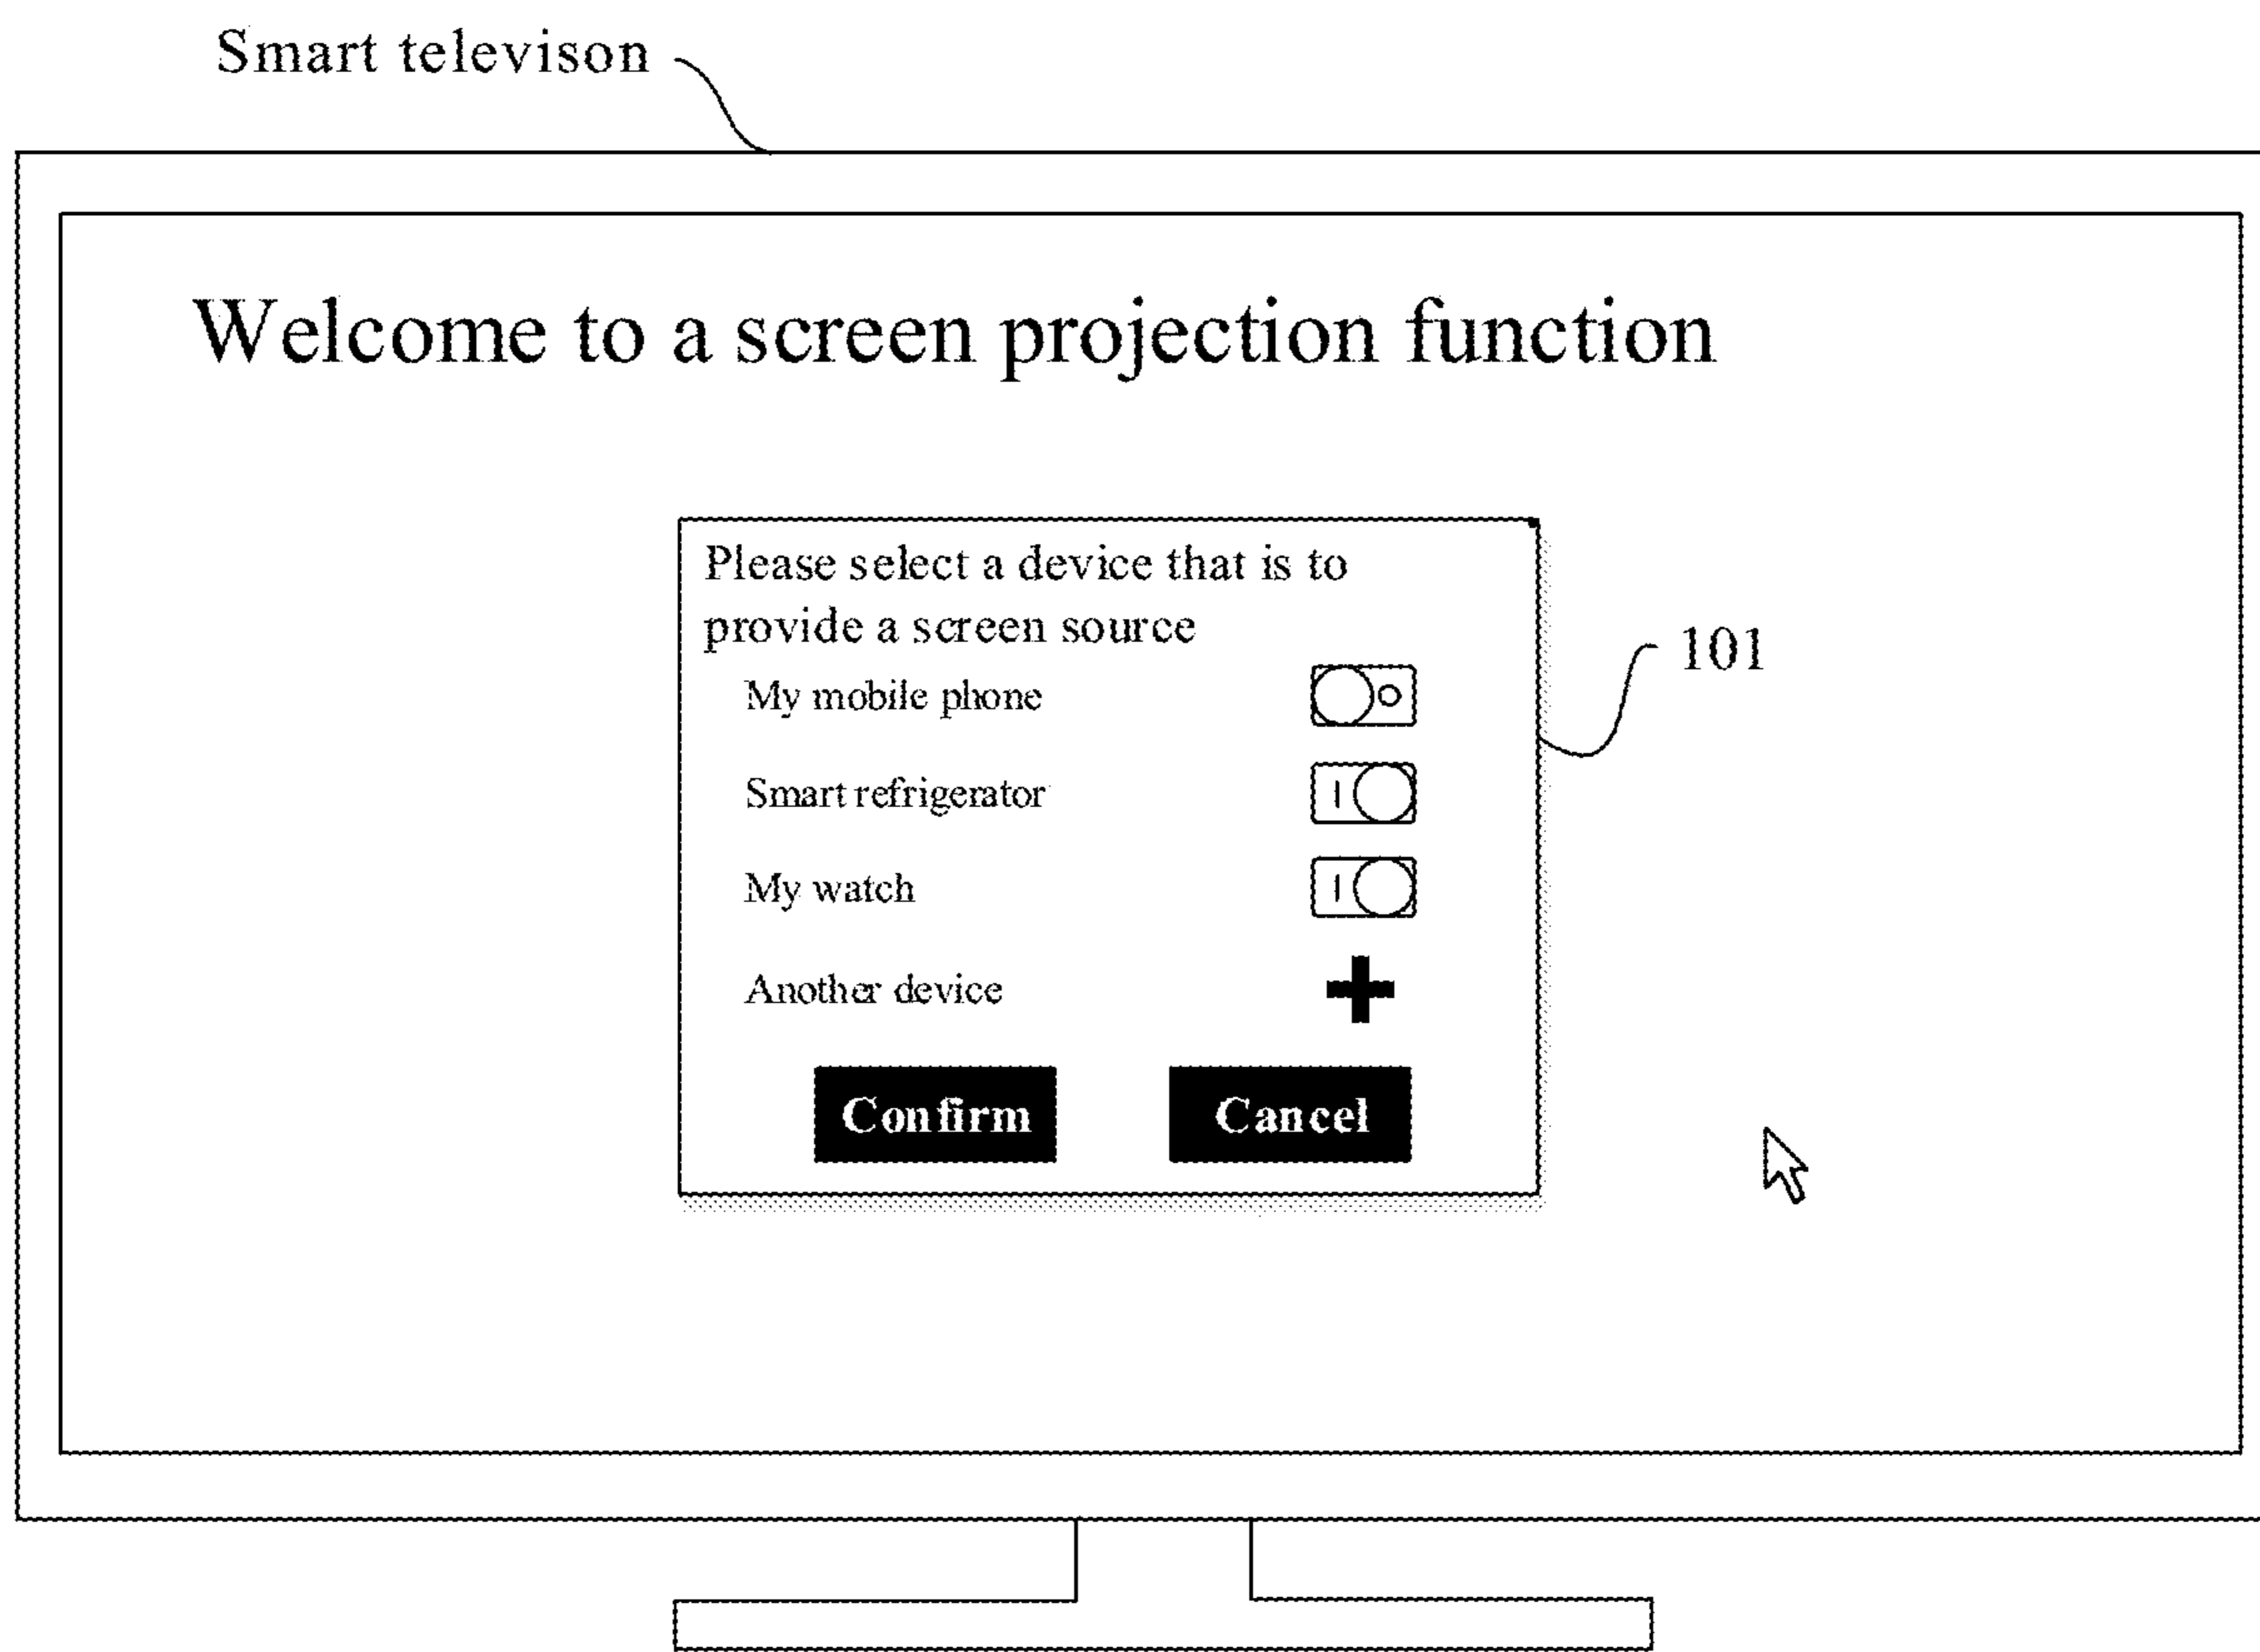 Smart televison
Welcome to a screen projection function
Please select a device that is to
provide a screen source
101
My mobile phone
Smart refrigerator
My watch
Another device
Confirm Cancel